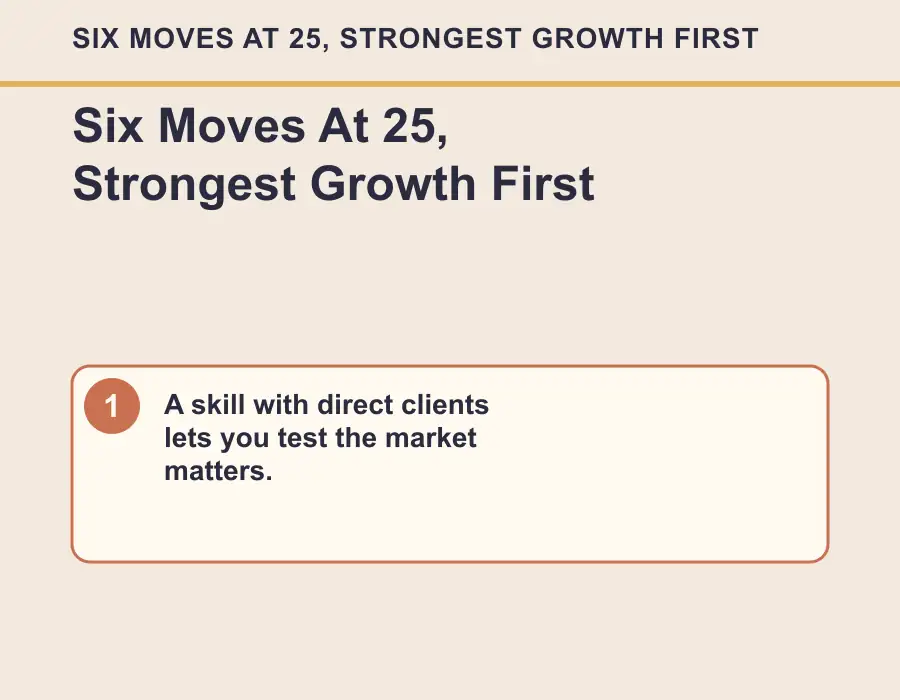 SIX MOVES AT 25, STRONGEST GROWTH FIRST
Six Moves At 25,
Strongest Growth First
1
A skill with direct clients
lets you test the market
matters.